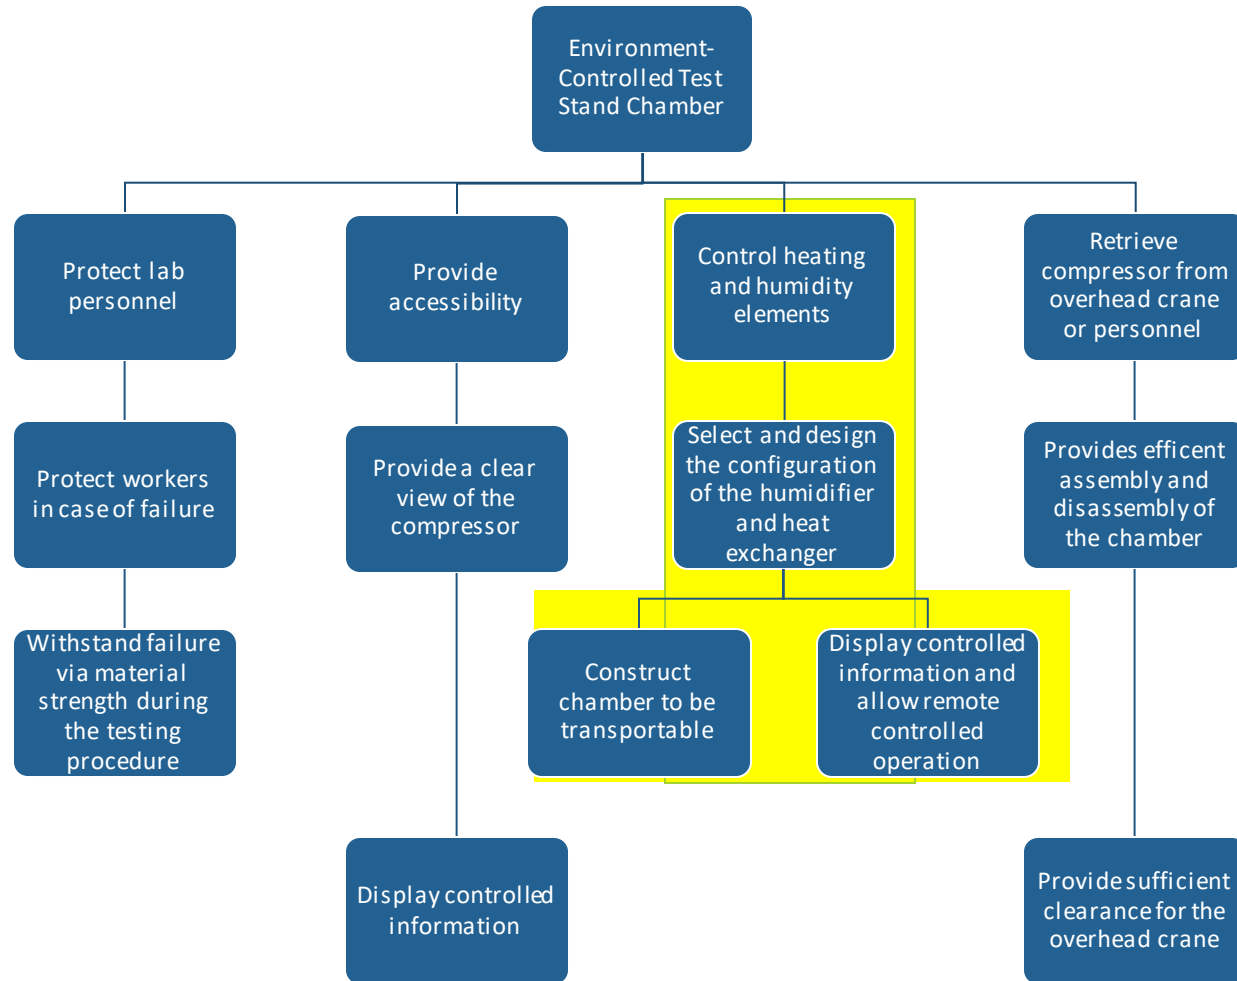 Environment-
Controlled Test
Stand Chamber
Protect lab
personnel
Provide
accessibility
Control heating
and humidity
elements
Retrieve
compressor from
overhead crane
or personnel
Protect workers
in case of failure
Provide a clear
view of the
compressor
Select and design
the configuration
of the humidifier
and heat
exchanger
Provides efficent
assembly and
disassembly of
the chamber
Withstand failure
via material
strength during
the testing
procedure
Construct
chamber to be
transportable
Display controlled
information and
allow remote
controlled
operation
Display controlled
information
Provide sufficient
clearance for the
overhead crane